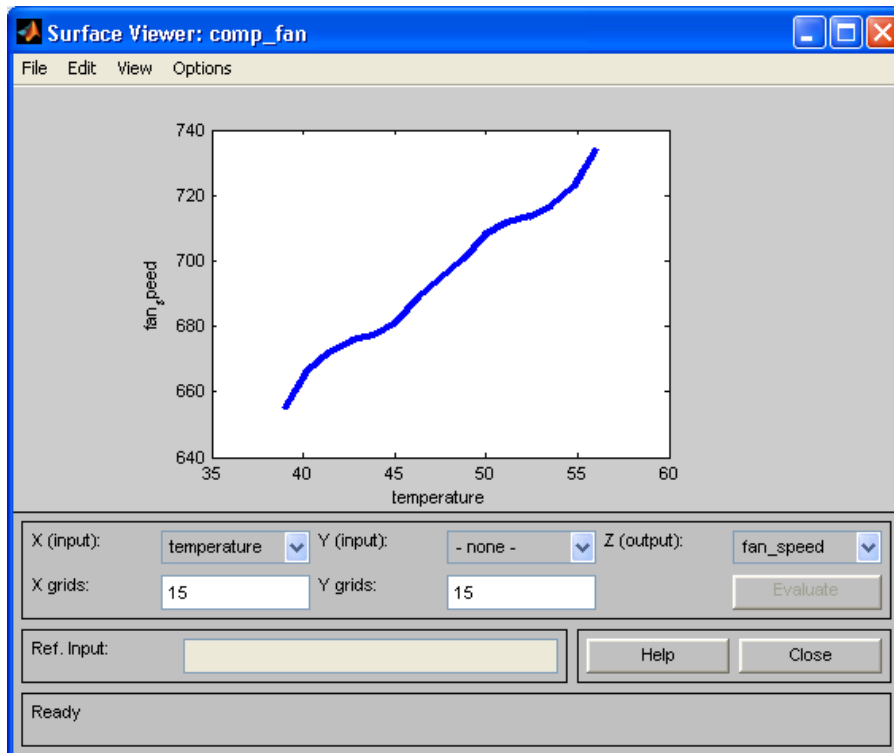 Surface Viewer: comp_fan
File Edit View Options
740
720
700
680
660
640
fan_speed
35 40 45 50 55 60
temperature
X (input): temperature Y (input): - none - Z (output): fan_speed
X grids: 15 Y grids: 15 Evaluate
Ref. Input: Help Close
Ready